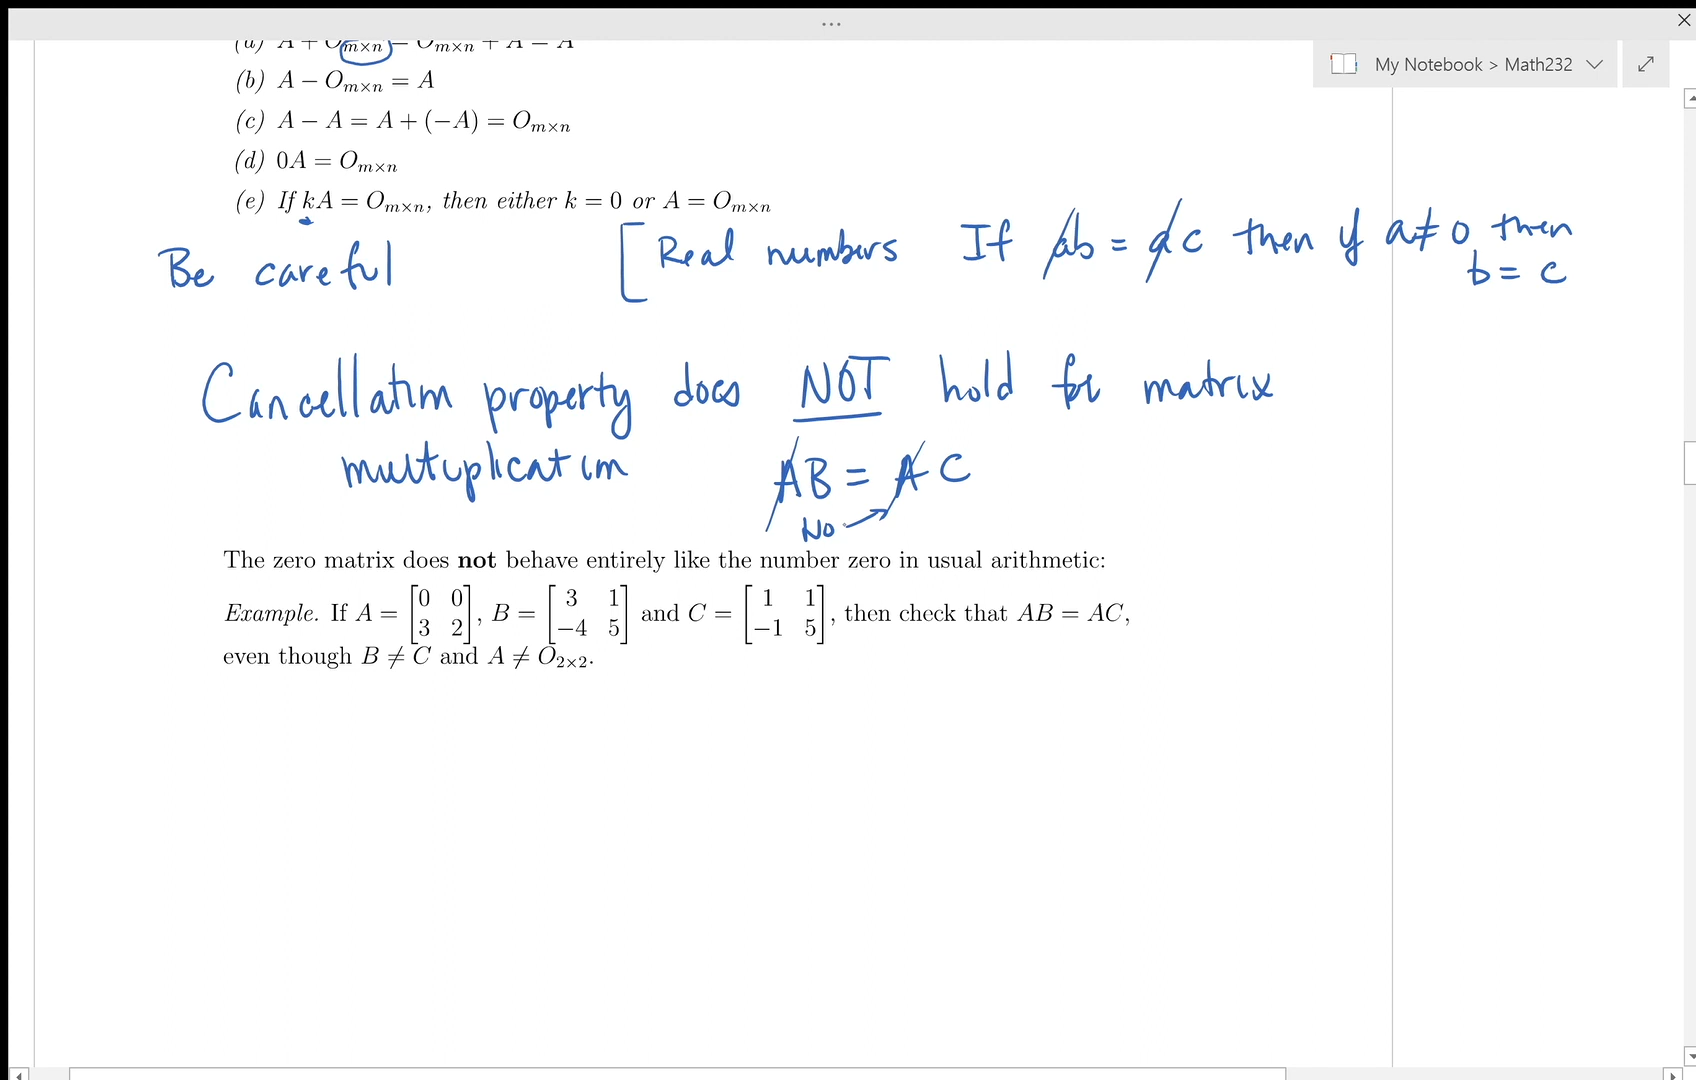 ...
My Notebook > Math232
(a) A + O_{m×n} = O_{m×n} + A = A
(b) A − O_{m×n} = A
(c) A − A = A + (−A) = O_{m×n}
(d) 0A = O_{m×n}
(e) If kA = O_{m×n}, then either k = 0 or A = O_{m×n}
Be careful [ Real numbers If ab = ac then if a ≠ 0, then
b = c
Cancellation property does NOT hold for matrix
multiplication AB = AC
No →
The zero matrix does not behave entirely like the number zero in usual arithmetic:
Example. If A = [0 0; 3 2], B = [3 1; −4 5] and C = [1 1; −1 5], then check that AB = AC,
even though B ≠ C and A ≠ O_{2×2}.